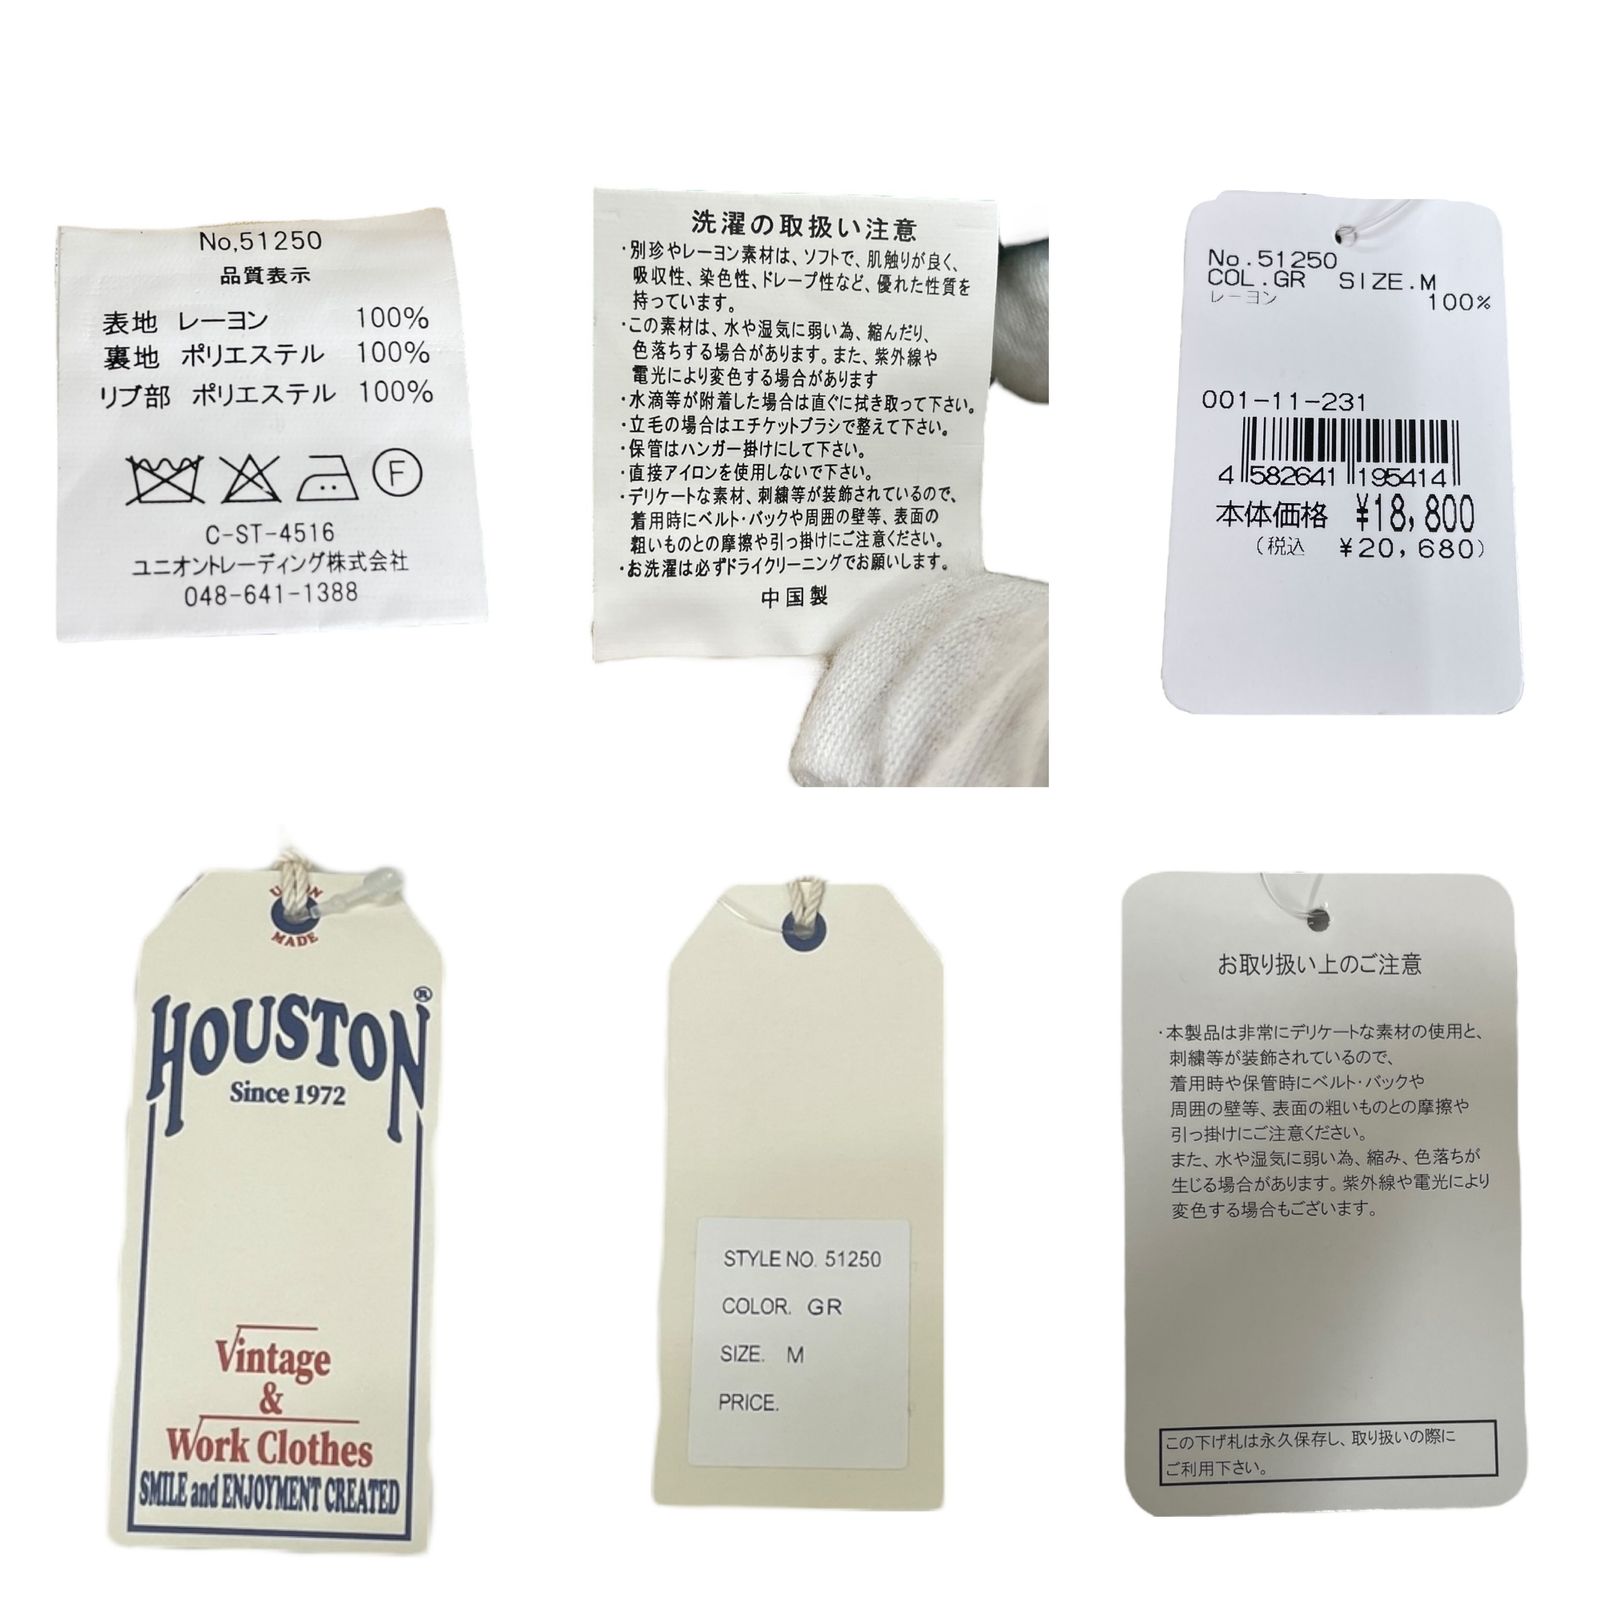 No,51250
品質表示
表地 レーヨン 100%
裏地 ポリエステル 100%
リブ部 ポリエステル 100%
F
C-ST-4516
ユニオントレーディング株式会社
048-641-1388
洗濯の取扱い注意
・別珍やレーヨン素材は、ソフトで、肌触りが良く、
吸収性、染色性、ドレープ性など、優れた性質を
持っています。
・この素材は、水や湿気に弱い為、縮んだり、
色落ちする場合があります。また、紫外線や
電光により変色する場合があります
・水滴等が附着した場合は直ぐに拭き取って下さい。
・立毛の場合はエチケットブラシで整えて下さい。
・保管はハンガー掛けにして下さい。
・直接アイロンを使用しないで下さい。
・デリケートな素材、刺繍等が装飾されているので、
着用時にベルト・バックや周囲の壁等、表面の
粗いものとの摩擦や引っ掛けにご注意ください。
・お洗濯は必ずドライクリーニングでお願いします。
中国製
No.51250
COL.GR SIZE.M
レーヨン 100%
001-11-231
4 582641 195414
本体価格 ¥18,800
(税込 ¥20,680)
UNION
MADE
HOUSTON®
Since 1972
Vintage
&
Work Clothes
SMILE and ENJOYMENT CREATED
STYLE NO. 51250
COLOR. GR
SIZE. M
PRICE.
お取り扱い上のご注意
・本製品は非常にデリケートな素材の使用と、
刺繍等が装飾されているので、
着用時や保管時にベルト・バックや
周囲の壁等、表面の粗いものとの摩擦や
引っ掛けにご注意ください。
また、水や湿気に弱い為、縮み、色落ちが
生じる場合があります。紫外線や電光により
変色する場合もございます。
この下げ札は永久保存し、取り扱いの際に
ご利用下さい。